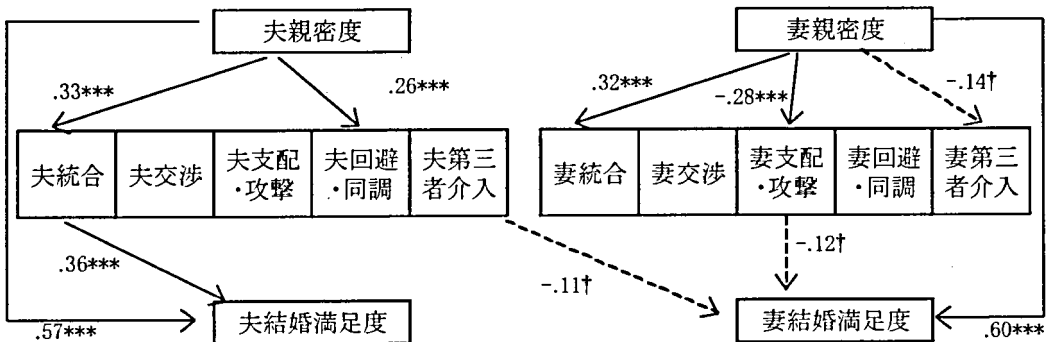 夫親密度
妻親密度
.33***
.26***
.32***
-.28***
-.14†
夫統合
夫交渉
夫支配
・攻撃
夫回避
・同調
夫第三
者介入
妻統合
妻交渉
妻支配
・攻撃
妻回避
・同調
妻第三
者介入
.36***
-.11†
-.12†
.57***
夫結婚満足度
妻結婚満足度
.60***